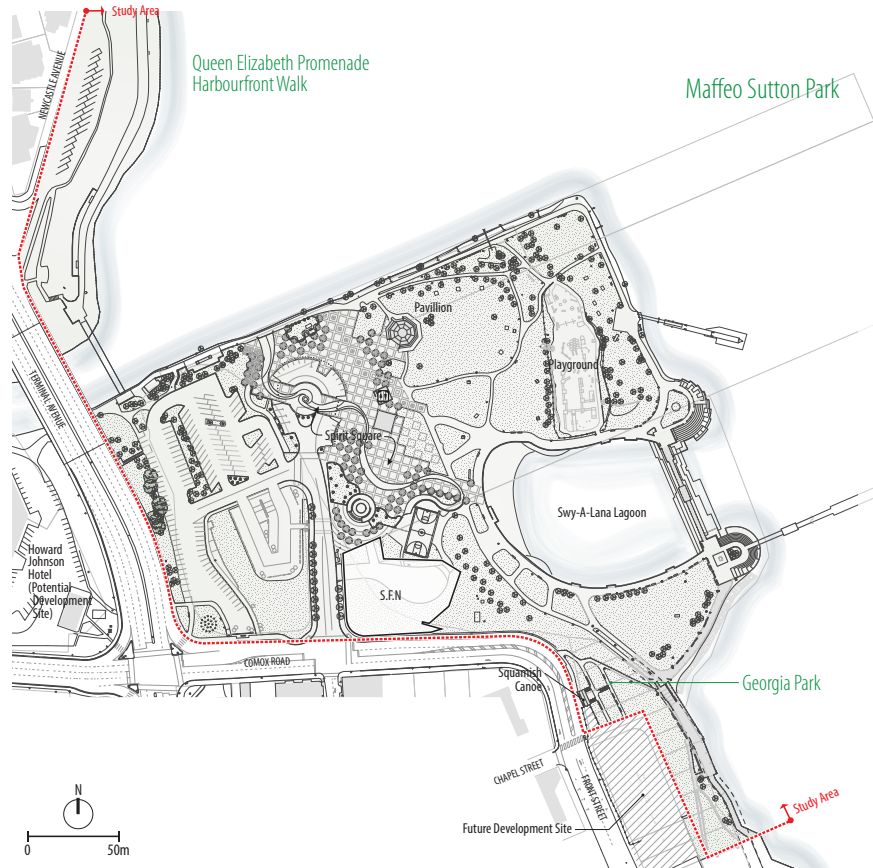 Study Area
Queen Elizabeth Promenade
Harbourfront Walk
Maffeo Sutton Park
NEWCASTLE AVENUE
Pavillion
Playground
TERMINAL AVENUE
Spirit Square
Swy-A-Lana Lagoon
Howard
Johnson
Hotel
(Potential
Development
Site)
S.F.N
COMOX ROAD
Squamish
Canoe
Georgia Park
CHAPEL STREET
FRONT STREET
N
0 50m
Future Development Site
Study Area